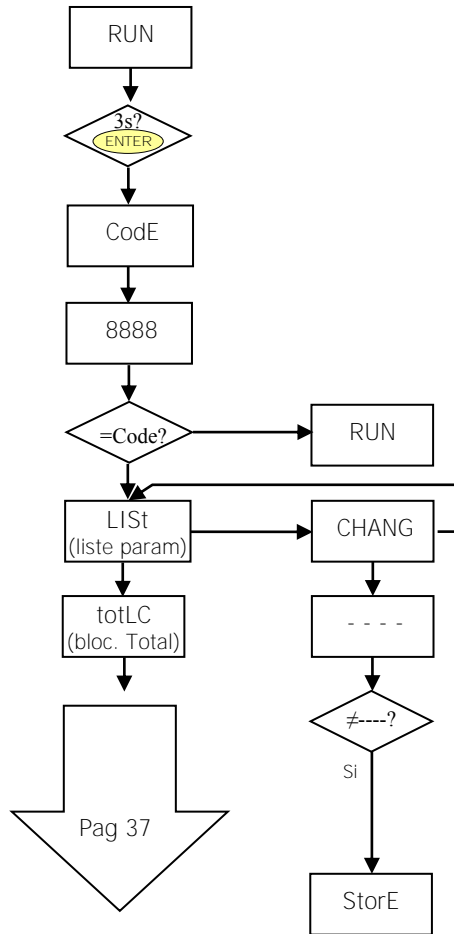 RUN
3s?
ENTER
CodE
8888
=Code?
RUN
LISt
(liste param)
CHANG
totLC
(bloc. Total)
- - - -
≠----?
Si
Pag 37
StorE